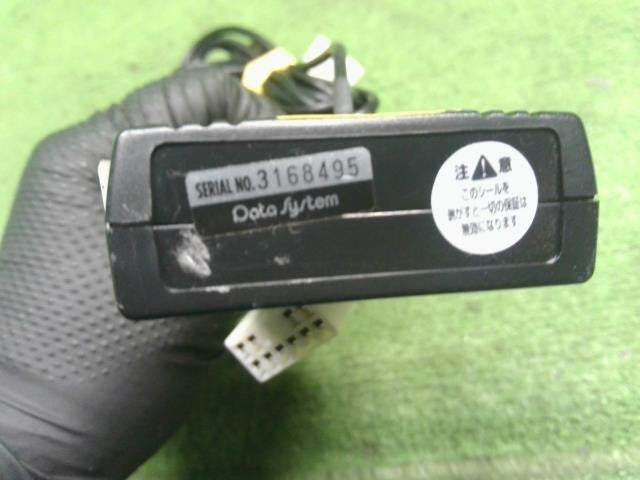 SERIAL NO. 3168495
Data System
注 意
このシールを
剥がすと一切の保証は
無効になります。